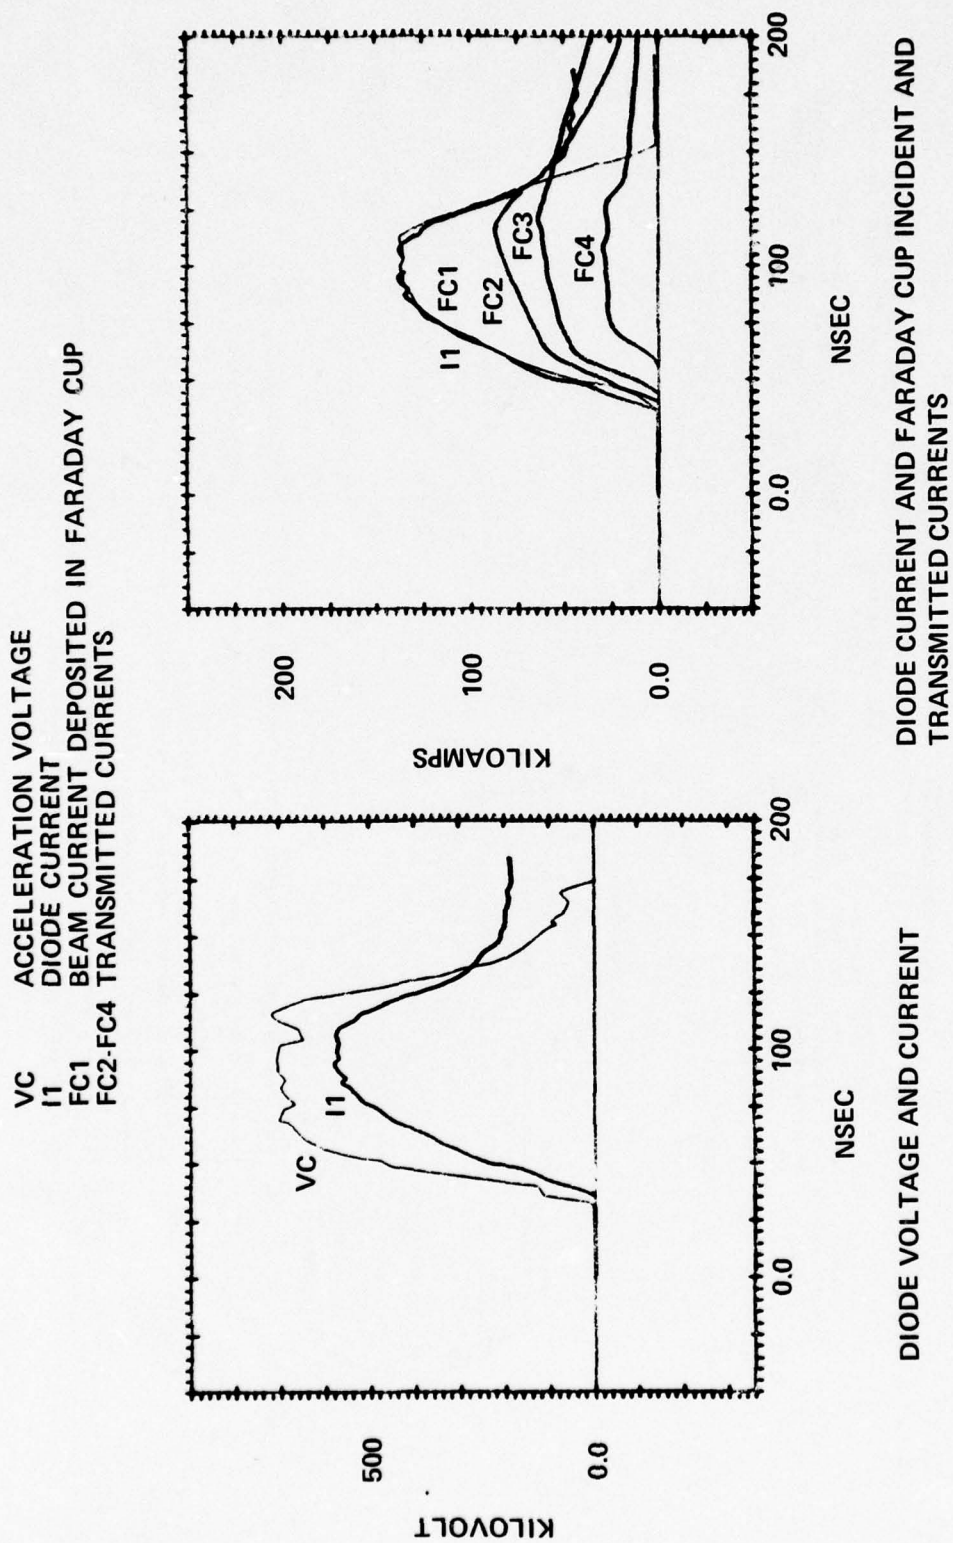 VC ACCELERATION VOLTAGE
I1 DIODE CURRENT
FC1 BEAM CURRENT DEPOSITED IN FARADAY CUP
FC2-FC4 TRANSMITTED CURRENTS
KILOVOLT
500
0.0
VC
I1
0.0
100
200
NSEC
DIODE VOLTAGE AND CURRENT
KILOAMPS
200
100
0.0
I1
FC1
FC2
FC3
FC4
0.0
100
200
NSEC
DIODE CURRENT AND FARADAY CUP INCIDENT AND
TRANSMITTED CURRENTS